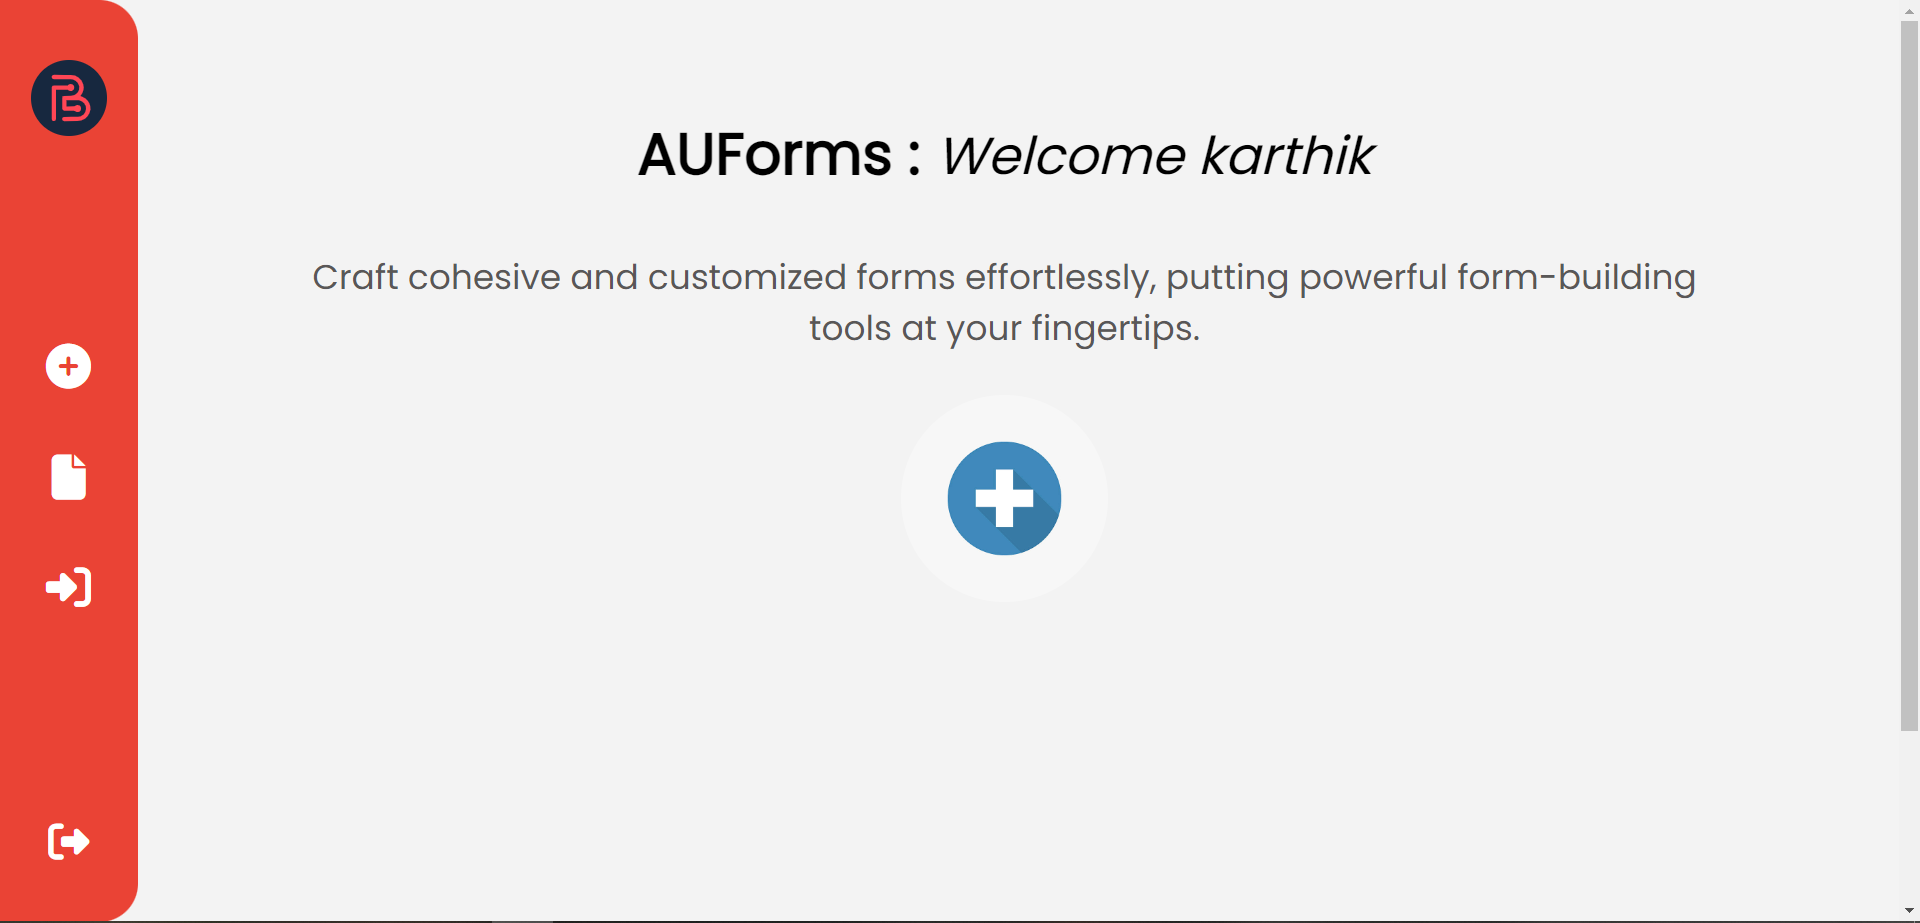 AUForms : Welcome karthik
Craft cohesive and customized forms effortlessly, putting powerful form-building
tools at your fingertips.